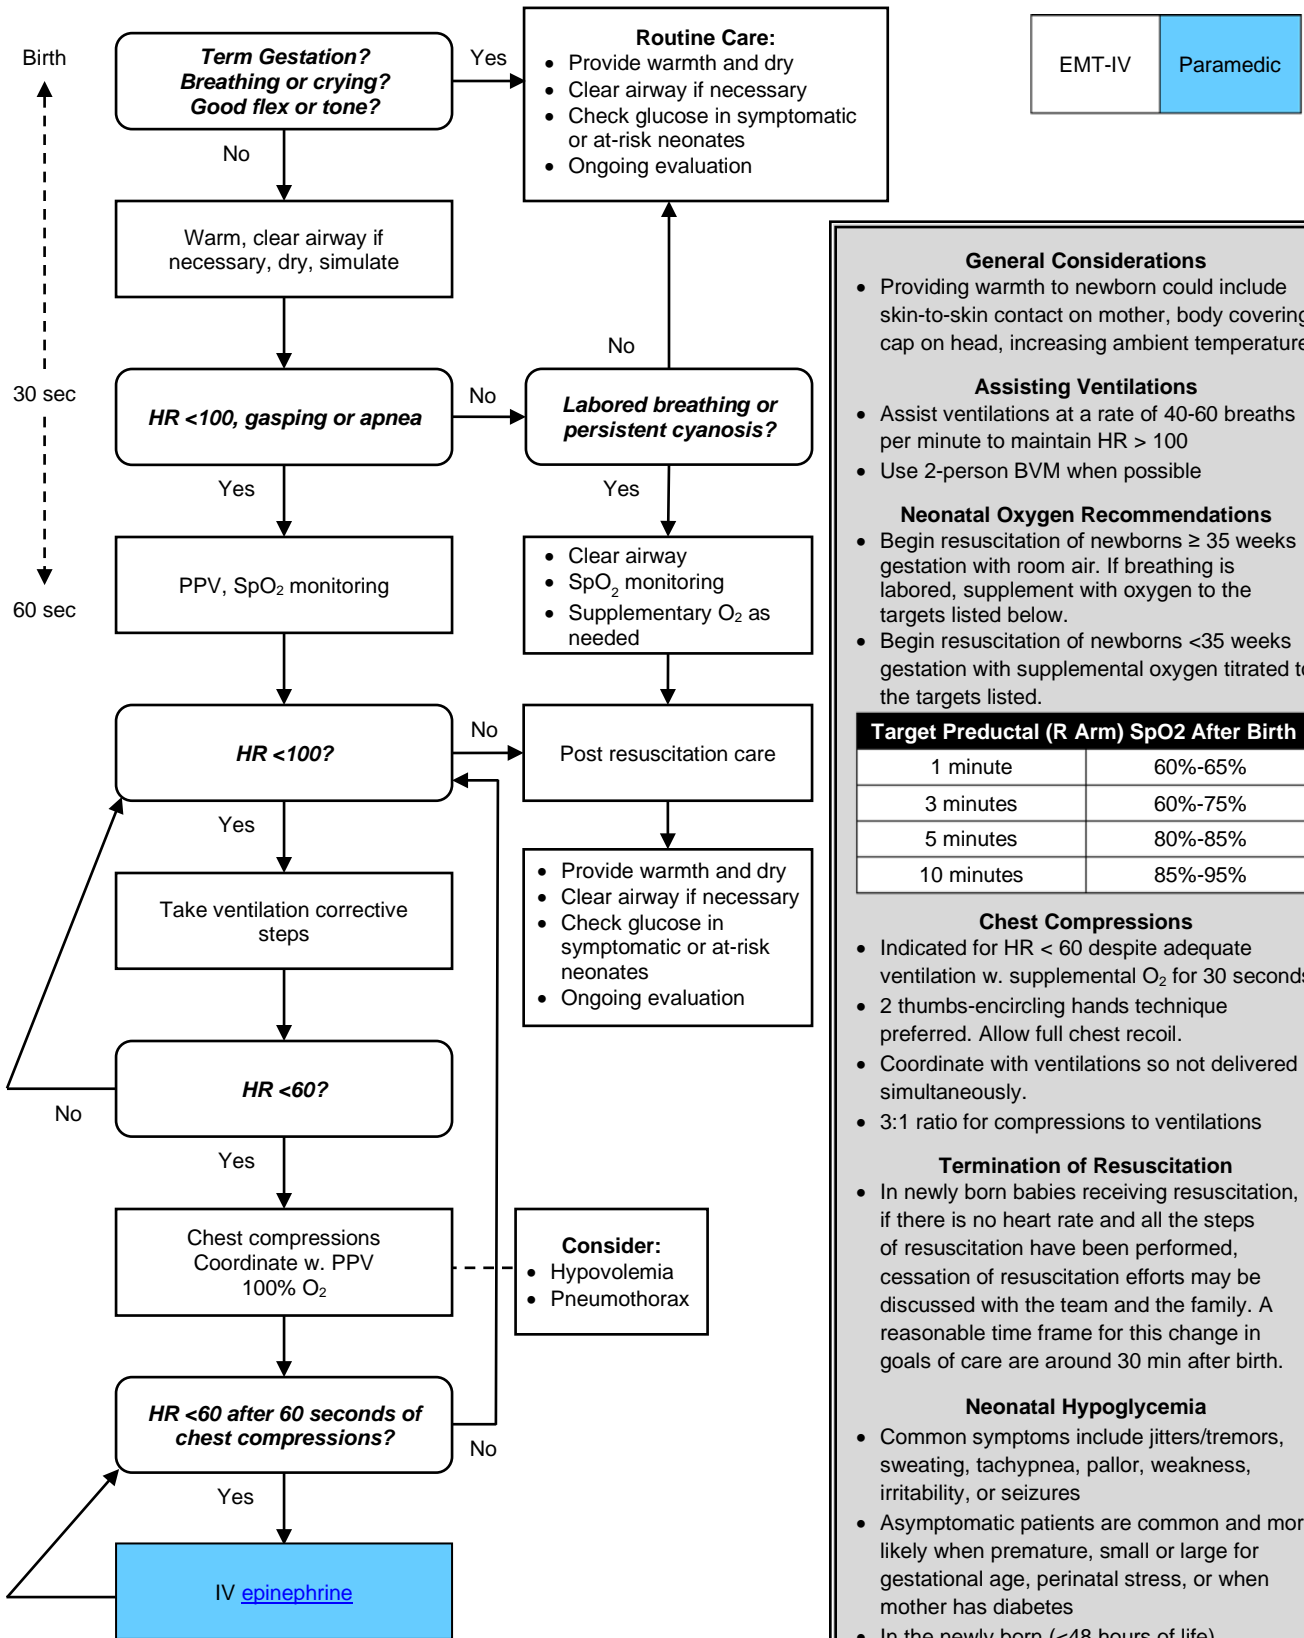 Birth
30 sec
60 sec
Term Gestation?
Breathing or crying?
Good flex or tone?
Yes
No
Routine Care:
• Provide warmth and dry
• Clear airway if necessary
• Check glucose in symptomatic
or at-risk neonates
• Ongoing evaluation
EMT-IV
Paramedic
Warm, clear airway if
necessary, dry, simulate
HR <100, gasping or apnea
No
Yes
Labored breathing or
persistent cyanosis?
No
Yes
PPV, SpO₂ monitoring
• Clear airway
• SpO₂ monitoring
• Supplementary O₂ as
needed
HR <100?
No
Yes
Post resuscitation care
Take ventilation corrective
steps
• Provide warmth and dry
• Clear airway if necessary
• Check glucose in
symptomatic or at-risk
neonates
• Ongoing evaluation
HR <60?
No
Yes
Chest compressions
Coordinate w. PPV
100% O₂
Consider:
• Hypovolemia
• Pneumothorax
HR <60 after 60 seconds of
chest compressions?
No
Yes
IV epinephrine
General Considerations
• Providing warmth to newborn could include
skin-to-skin contact on mother, body covering
cap on head, increasing ambient temperature
Assisting Ventilations
• Assist ventilations at a rate of 40-60 breaths
per minute to maintain HR > 100
• Use 2-person BVM when possible
Neonatal Oxygen Recommendations
• Begin resuscitation of newborns ≥ 35 weeks
gestation with room air. If breathing is
labored, supplement with oxygen to the
targets listed below.
• Begin resuscitation of newborns <35 weeks
gestation with supplemental oxygen titrated to
the targets listed.
Target Preductal (R Arm) SpO2 After Birth
1 minute 60%-65%
3 minutes 60%-75%
5 minutes 80%-85%
10 minutes 85%-95%
Chest Compressions
• Indicated for HR < 60 despite adequate
ventilation w. supplemental O₂ for 30 seconds
• 2 thumbs-encircling hands technique
preferred. Allow full chest recoil.
• Coordinate with ventilations so not delivered
simultaneously.
• 3:1 ratio for compressions to ventilations
Termination of Resuscitation
• In newly born babies receiving resuscitation,
if there is no heart rate and all the steps
of resuscitation have been performed,
cessation of resuscitation efforts may be
discussed with the team and the family. A
reasonable time frame for this change in
goals of care are around 30 min after birth.
Neonatal Hypoglycemia
• Common symptoms include jitters/tremors,
sweating, tachypnea, pallor, weakness,
irritability, or seizures
• Asymptomatic patients are common and mor
likely when premature, small or large for
gestational age, perinatal stress, or when
mother has diabetes
• In the newly born (<48 hours of life)